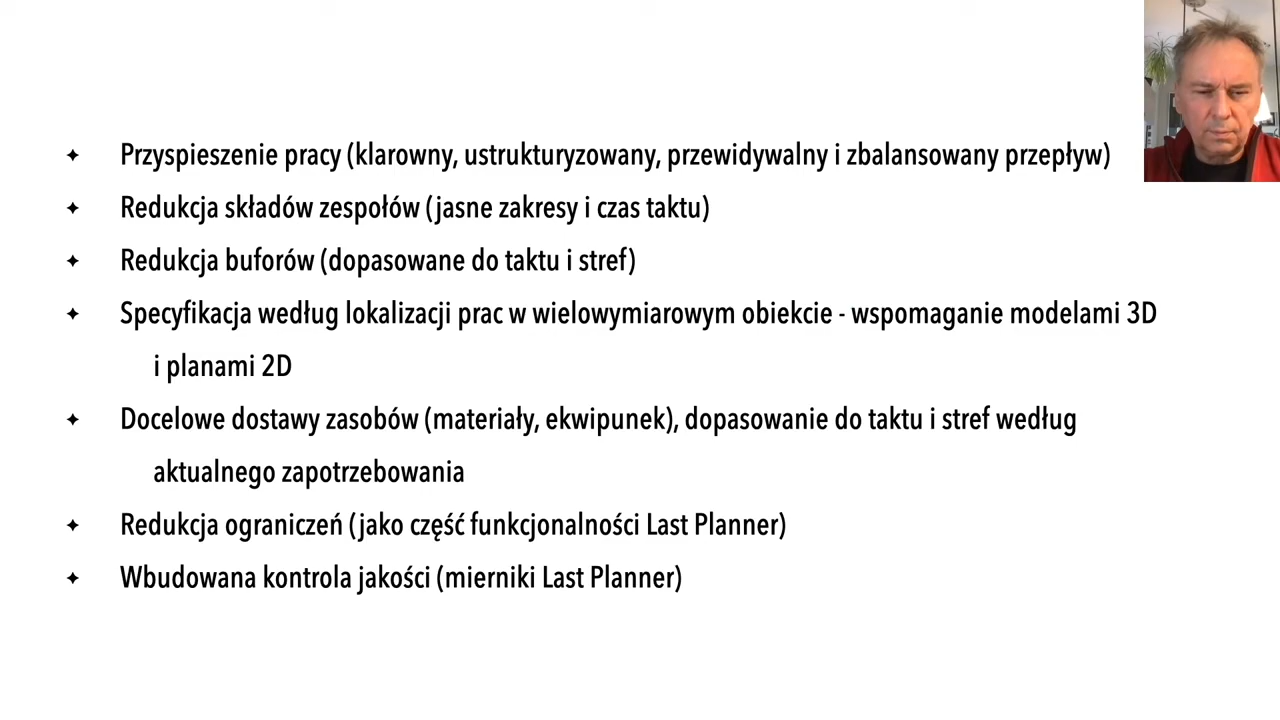 ✦ Przyspieszenie pracy (klarowny, ustrukturyzowany, przewidywalny i zbalansowany przepływ)
✦ Redukcja składów zespołów (jasne zakresy i czas taktu)
✦ Redukcja buforów (dopasowane do taktu i stref)
✦ Specyfikacja według lokalizacji prac w wielowymiarowym obiekcie - wspomaganie modelami 3D
i planami 2D
✦ Docelowe dostawy zasobów (materiały, ekwipunek), dopasowanie do taktu i stref według
aktualnego zapotrzebowania
✦ Redukcja ograniczeń (jako część funkcjonalności Last Planner)
✦ Wbudowana kontrola jakości (mierniki Last Planner)